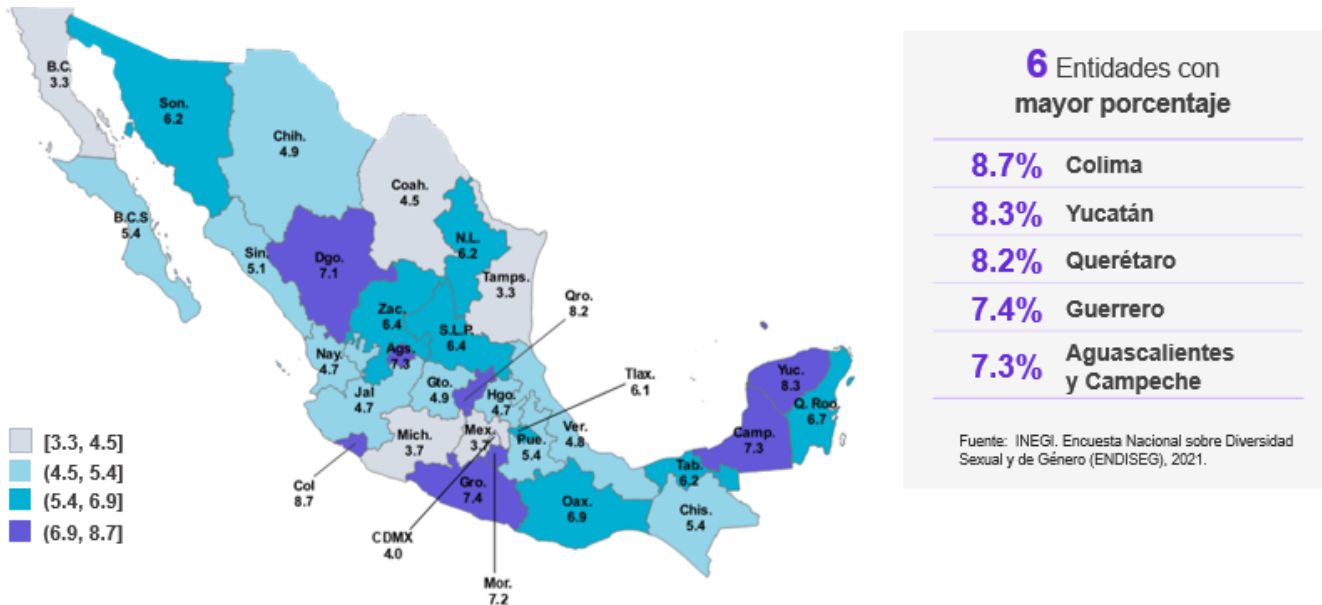 B.C.
3.3
Son.
6.2
Chih.
4.9
Coah.
4.5
B.C.S
5.4
Sin.
5.1
Dgo.
7.1
N.L.
6.2
Tamps.
3.3
Qro.
8.2
Zac.
6.4
S.L.P.
6.4
Nay.
4.7
Ags.
7.3
Jal
4.7
Gto.
4.9
Hgo.
4.7
Tlax.
6.1
Mich.
3.7
Mex.
3.7
Pue.
5.4
Ver.
4.8
Yuc.
8.3
Q. Roo.
6.7
Camp.
7.3
Tab.
6.2
Col
8.7
Gro.
7.4
Oax.
6.9
Chis.
5.4
CDMX
4.0
Mor.
7.2
[3.3, 4.5]
(4.5, 5.4]
(5.4, 6.9]
(6.9, 8.7]
6 Entidades con
mayor porcentaje
8.7% Colima
8.3% Yucatán
8.2% Querétaro
7.4% Guerrero
7.3% Aguascalientes
y Campeche
Fuente: INEGI. Encuesta Nacional sobre Diversidad
Sexual y de Género (ENDISEG), 2021.